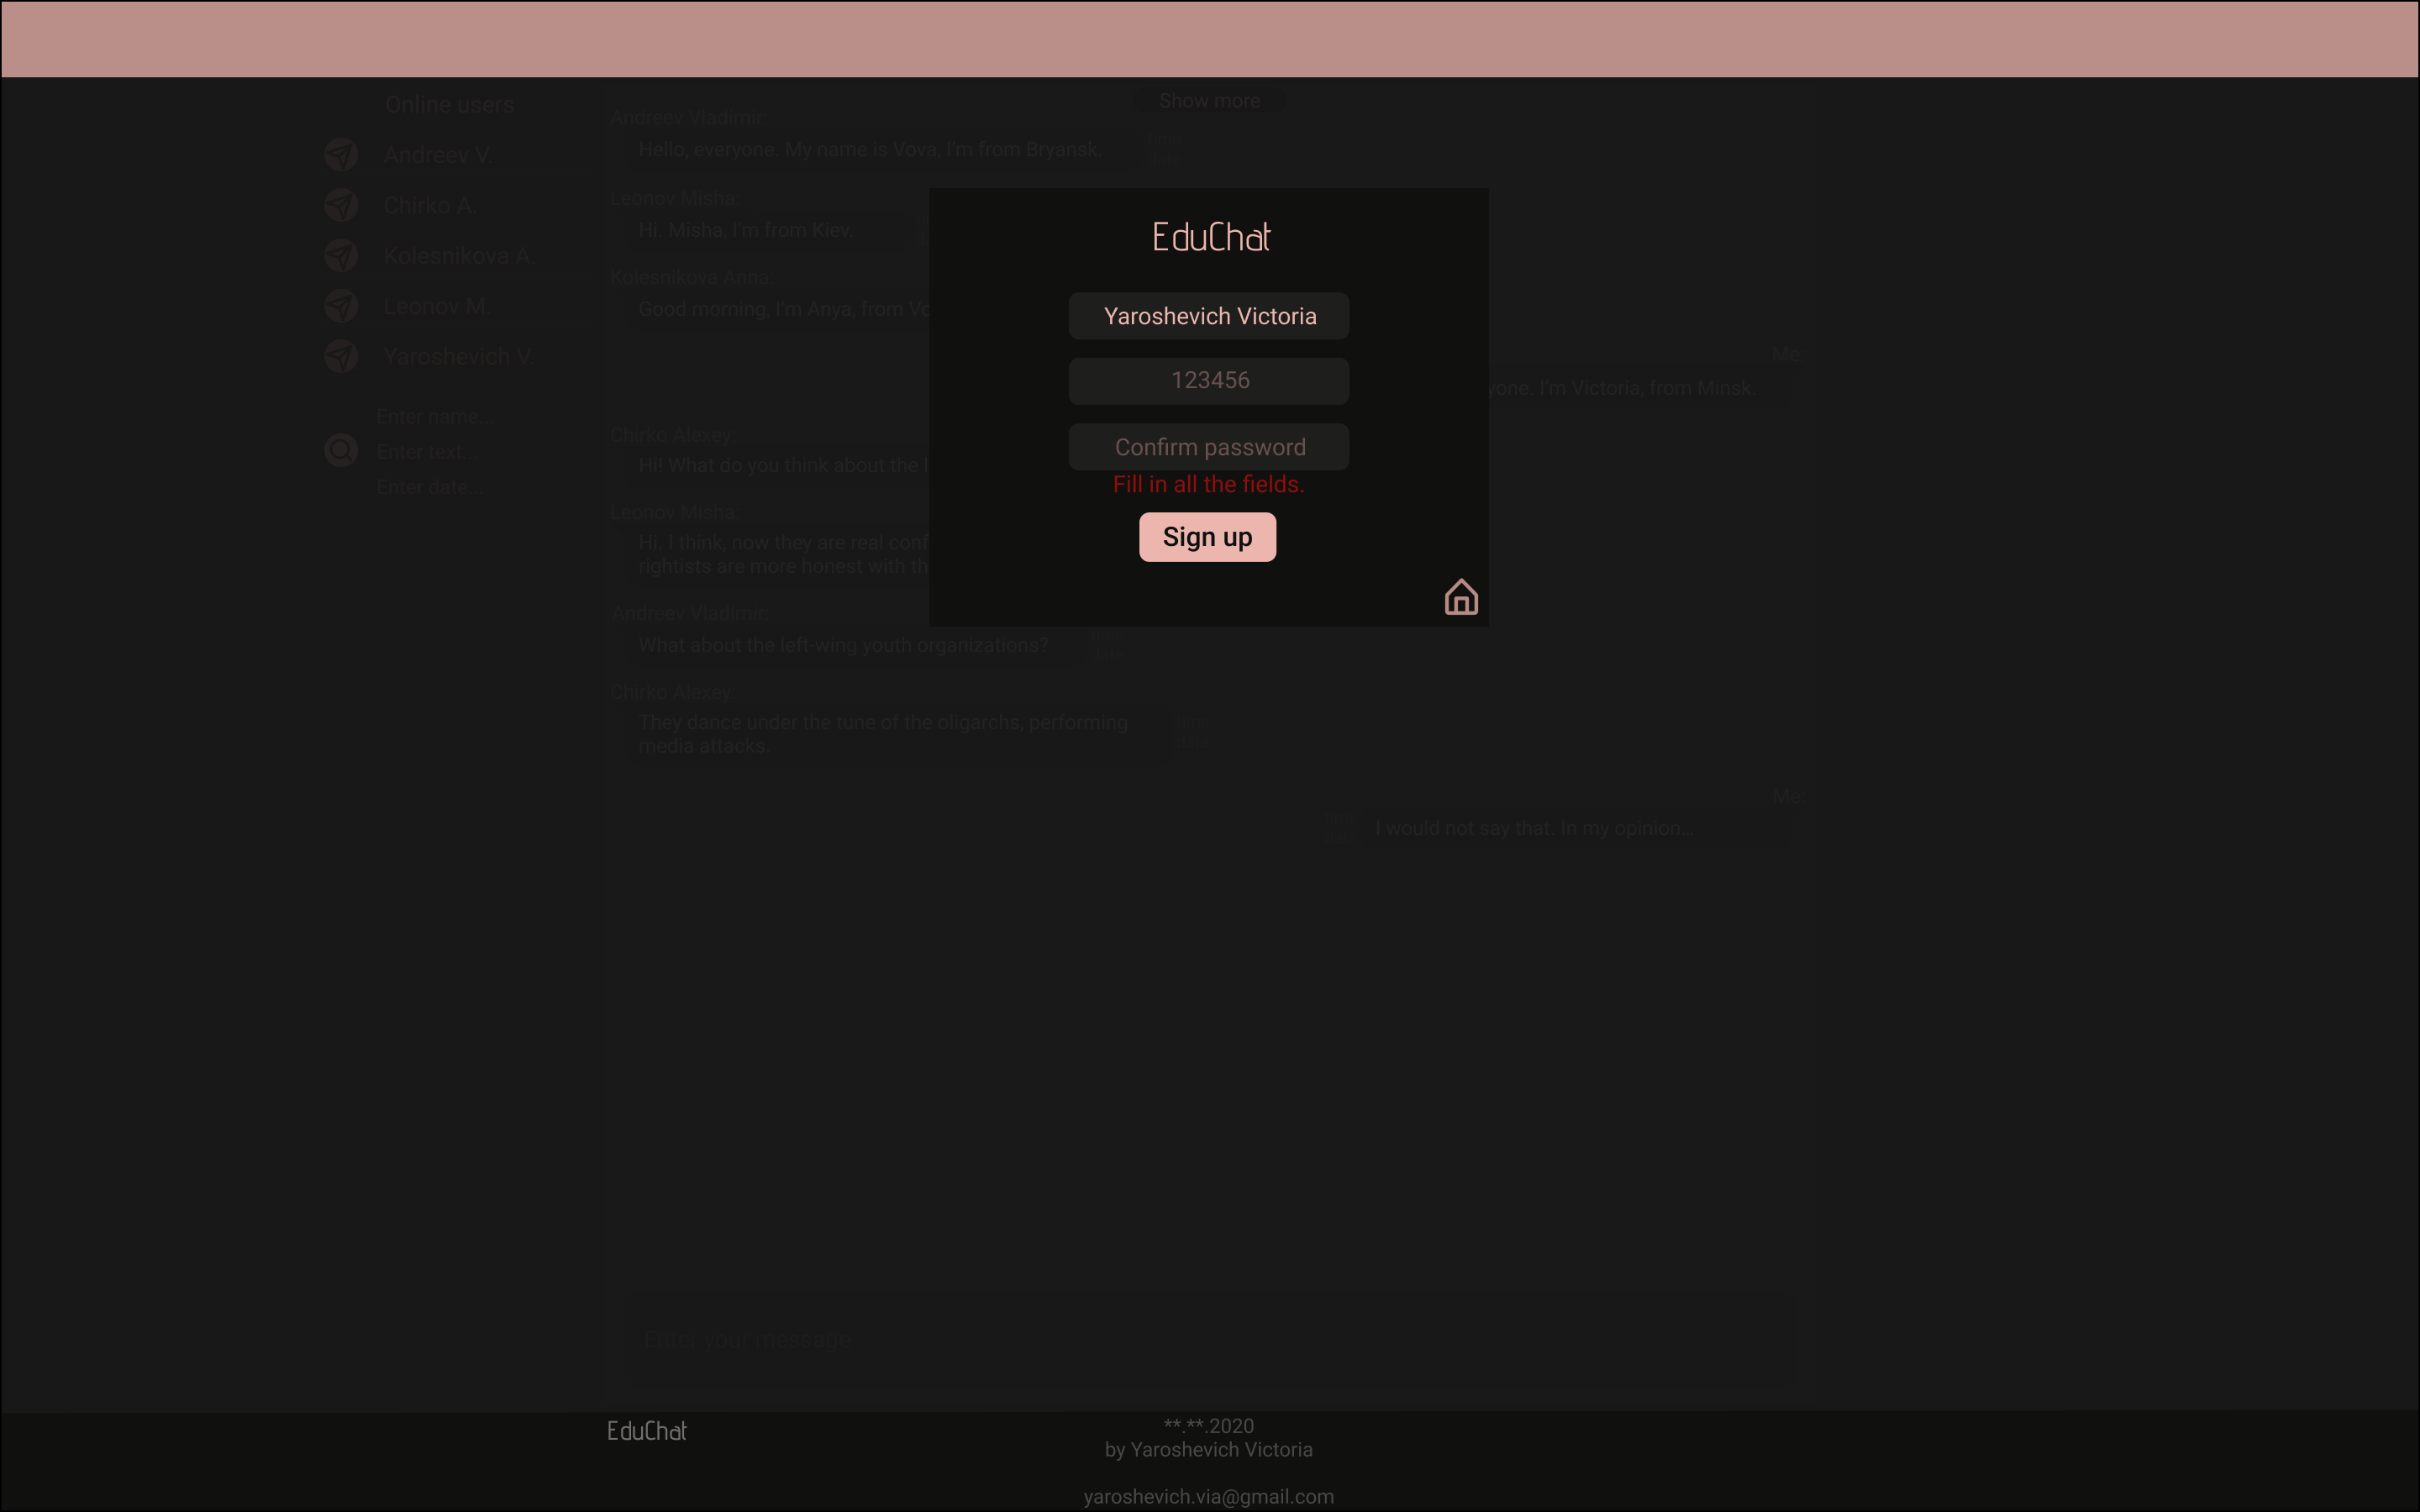 Online users
Andreev V.
Chirko A.
Kolesnikova A.
Leonov M.
Yaroshevich V.
Enter name...
Enter text...
Enter date...
Show more
Andreev Vladimir:
Hello, everyone. My name is Vova, I'm from Bryansk.
Leonov Misha:
Hi. Misha, I'm from Kiev.
Kolesnikova Anna:
Good morning, I'm Anya, from
Me:
I'm Victoria, from Minsk.
Chirko Alexey:
Hi! What do you think about the
Leonov Misha:
Hi. I think, now they are real
rightists are more honest with
Andreev Vladimir:
What about the left-wing youth organizations?
Chirko Alexey:
They dance under the tune of the oligarchs, performing
media attacks.
Me:
I would not say that. In my opinion...
Enter your message
EduChat
Yaroshevich Victoria
123456
Confirm password
Fill in all the fields.
Sign up
EduChat
**.**.2020
by Yaroshevich Victoria
yaroshevich.via@gmail.com